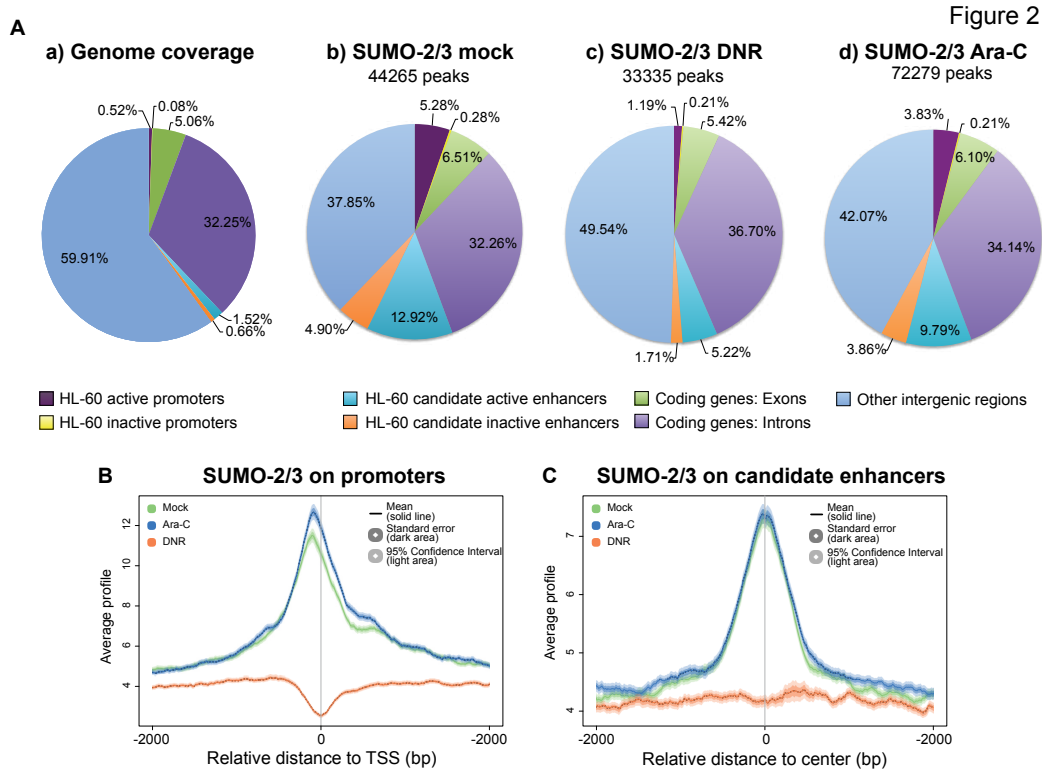 Figure 2
A
a) Genome coverage
0.52%
0.08%
5.06%
32.25%
59.91%
1.52%
0.66%
b) SUMO-2/3 mock
44265 peaks
5.28%
0.28%
6.51%
37.85%
32.26%
12.92%
4.90%
c) SUMO-2/3 DNR
33335 peaks
1.19%
0.21%
5.42%
49.54%
36.70%
1.71%
5.22%
d) SUMO-2/3 Ara-C
72279 peaks
3.83%
0.21%
6.10%
42.07%
34.14%
9.79%
3.86%
HL-60 active promoters
HL-60 inactive promoters
HL-60 candidate active enhancers
HL-60 candidate inactive enhancers
Coding genes: Exons
Coding genes: Introns
Other intergenic regions
B
SUMO-2/3 on promoters
Mock
Ara-C
DNR
Mean
(solid line)
Standard error
(dark area)
95% Confidence Interval
(light area)
Average profile
12
10
8
6
4
-2000
0
-2000
Relative distance to TSS (bp)
C
SUMO-2/3 on candidate enhancers
Mock
Ara-C
DNR
Mean
(solid line)
Standard error
(dark area)
95% Confidence Interval
(light area)
Average profile
7
6
5
4
-2000
0
-2000
Relative distance to center (bp)